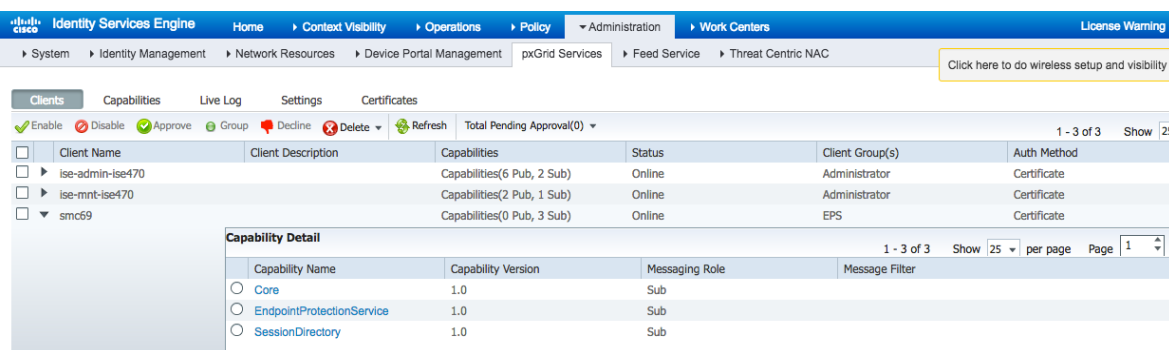 cisco Identity Services Engine Home Context Visibility Operations Policy Administration Work Centers License Warning
System Identity Management Network Resources Device Portal Management pxGrid Services Feed Service Threat Centric NAC
Click here to do wireless setup and visibility
Clients Capabilities Live Log Settings Certificates
Enable Disable Approve Group Decline Delete Refresh Total Pending Approval(0)
1 - 3 of 3 Show
Client Name Client Description Capabilities Status Client Group(s) Auth Method
ise-admin-ise470 Capabilities(6 Pub, 2 Sub) Online Administrator Certificate
ise-mnt-ise470 Capabilities(2 Pub, 1 Sub) Online Administrator Certificate
smc69 Capabilities(0 Pub, 3 Sub) Online EPS Certificate
Capability Detail
1 - 3 of 3 Show 25 per page Page 1
Capability Name Capability Version Messaging Role Message Filter
Core 1.0 Sub
EndpointProtectionService 1.0 Sub
SessionDirectory 1.0 Sub